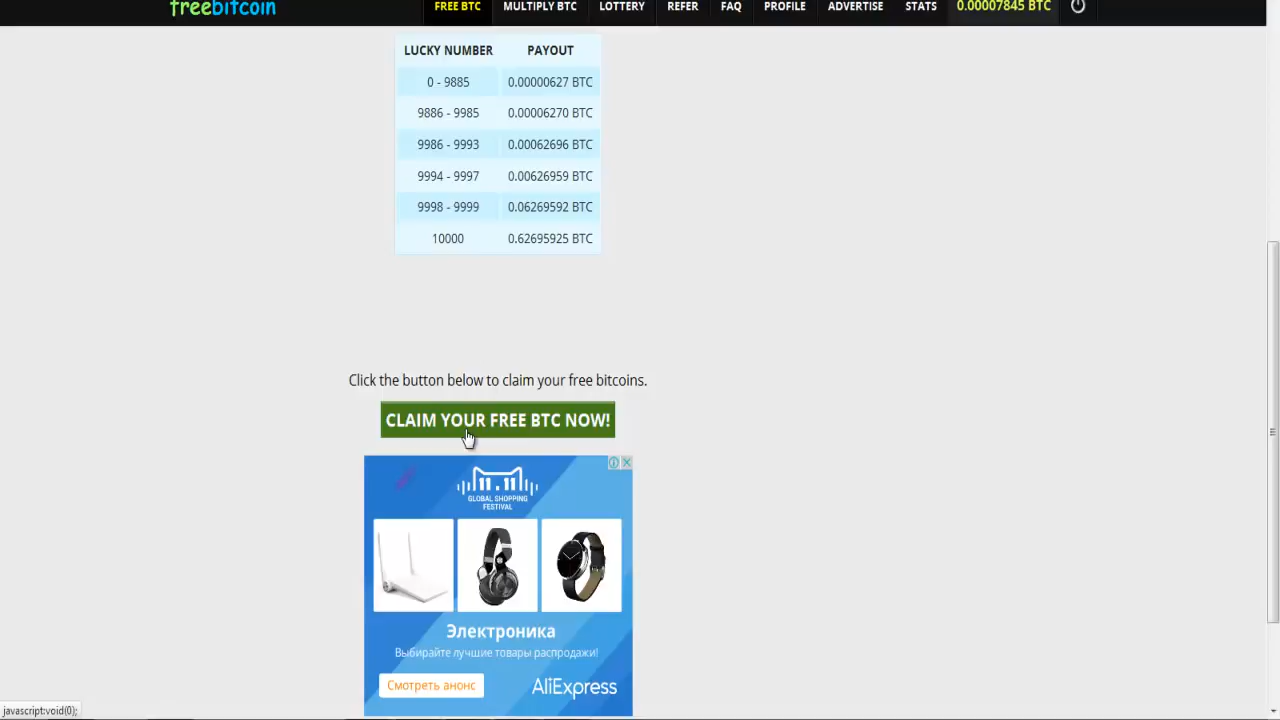 freebitcoin FREE BTC MULTIPLY BTC LOTTERY REFER FAQ PROFILE ADVERTISE STATS 0.00007845 BTC
LUCKY NUMBER PAYOUT
0 - 9885 0.00000627 BTC
9886 - 9985 0.00006270 BTC
9986 - 9993 0.00062696 BTC
9994 - 9997 0.00626959 BTC
9998 - 9999 0.06269592 BTC
10000 0.62695925 BTC
Click the button below to claim your free bitcoins.
CLAIM YOUR FREE BTC NOW!
11.11
GLOBAL SHOPPING
FESTIVAL
Электроника
Выбирайте лучшие товары распродажи!
Смотреть анонс AliExpress
javascript:void(0);